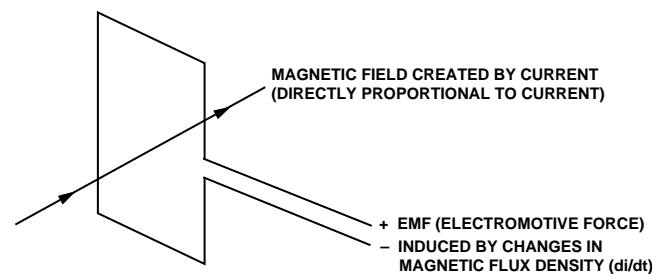 MAGNETIC FIELD CREATED BY CURRENT
(DIRECTLY PROPORTIONAL TO CURRENT)
+ EMF (ELECTROMOTIVE FORCE)
– INDUCED BY CHANGES IN
MAGNETIC FLUX DENSITY (di/dt)